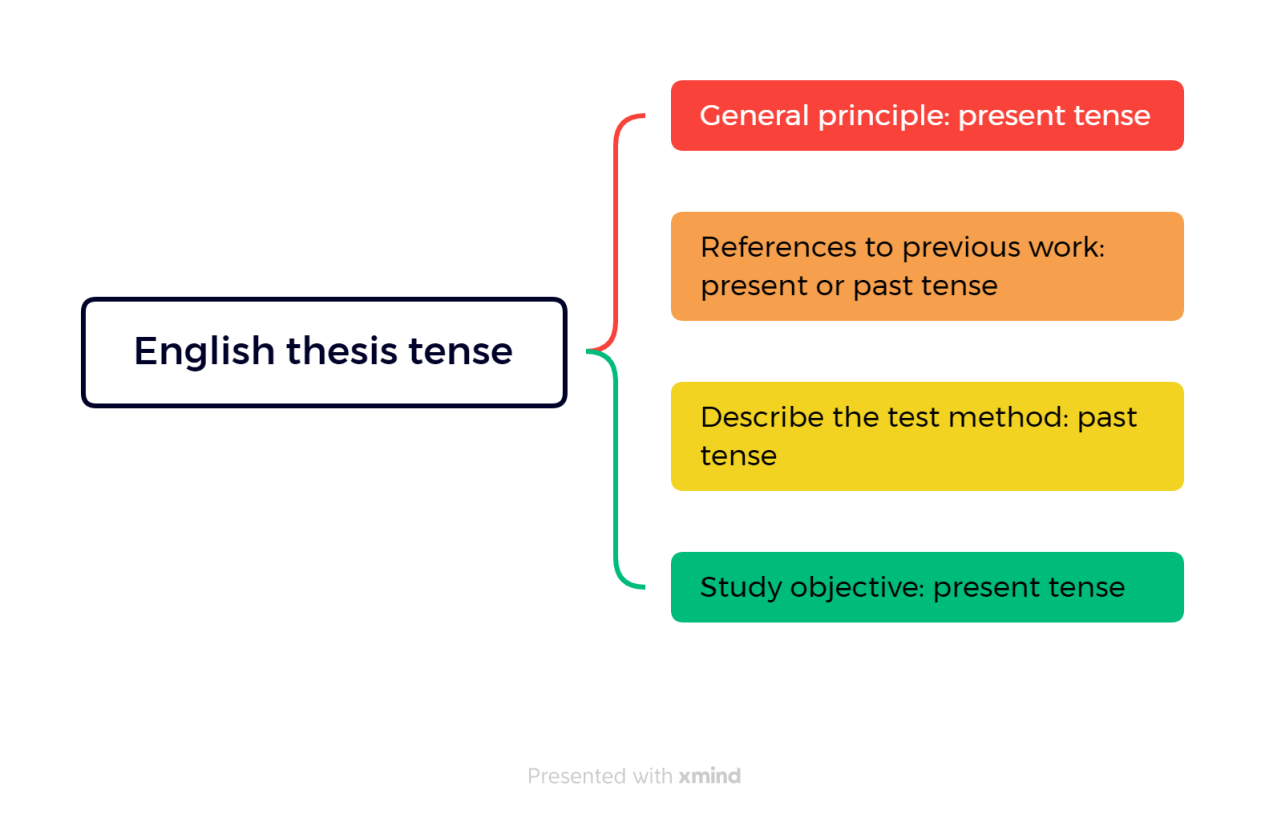 General principle: present tense
References to previous work:
present or past tense
English thesis tense
Describe the test method: past
tense
Study objective: present tense
Presented with xmind